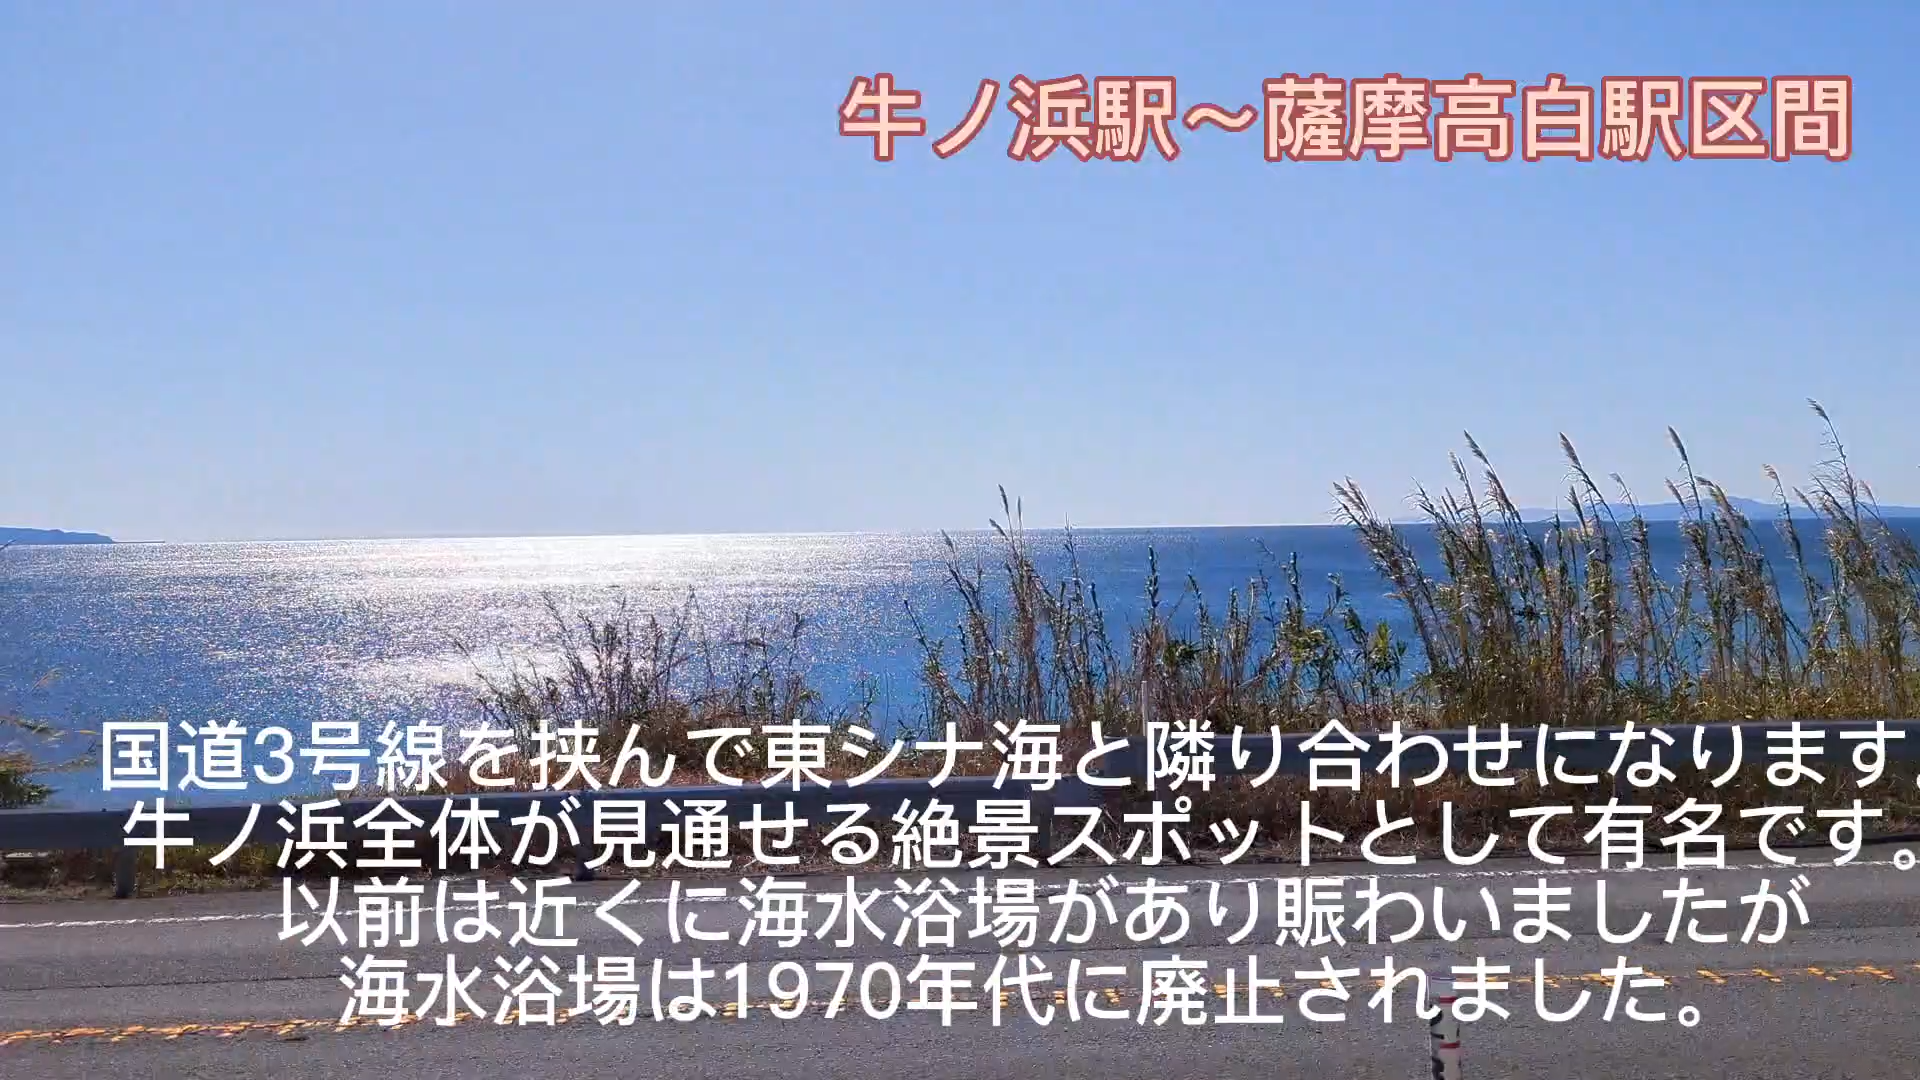 牛ノ浜駅～薩摩高白駅区間
国道3号線を挟んで東シナ海と隣り合わせになります。
牛ノ浜全体が見通せる絶景スポットとして有名です。
以前は近くに海水浴場があり賑わいましたが
海水浴場は1970年代に廃止されました。